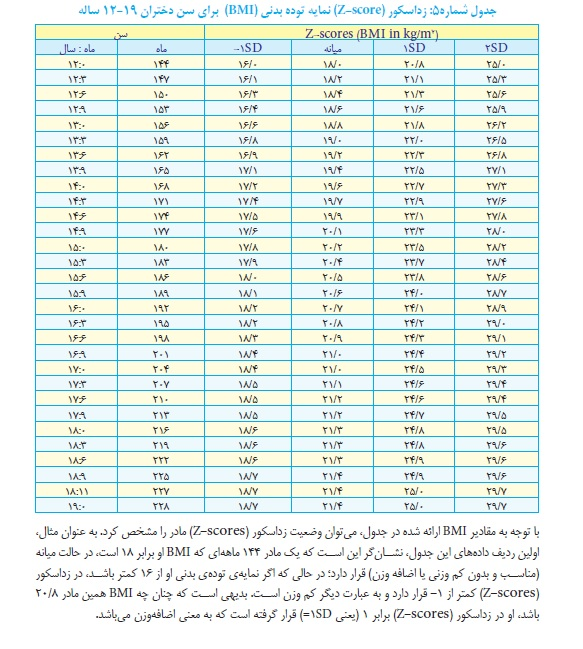 جدول شماره۵: زداسکور (Z-score) نمایه توده بدنی (BMI) برای سن دختران ۱۹-۱۲ ساله
سن Z-scores (BMI in kg/m²)
ماه : سال ماه -۱SD میانه ۱SD ۲SD
۱۲:۰ ۱۴۴ ۱۶/۰ ۱۸/۰ ۲۰/۸ ۲۵/۰
۱۲:۳ ۱۴۷ ۱۶/۱ ۱۸/۲ ۲۱/۱ ۲۵/۳
۱۲:۶ ۱۵۰ ۱۶/۳ ۱۸/۴ ۲۱/۳ ۲۵/۶
۱۲:۹ ۱۵۳ ۱۶/۴ ۱۸/۶ ۲۱/۶ ۲۵/۹
۱۳:۰ ۱۵۶ ۱۶/۶ ۱۸/۸ ۲۱/۸ ۲۶/۲
۱۳:۳ ۱۵۹ ۱۶/۸ ۱۹/۰ ۲۲/۰ ۲۶/۵
۱۳:۶ ۱۶۲ ۱۶/۹ ۱۹/۲ ۲۲/۳ ۲۶/۸
۱۳:۹ ۱۶۵ ۱۷/۱ ۱۹/۴ ۲۲/۵ ۲۷/۱
۱۴:۰ ۱۶۸ ۱۷/۲ ۱۹/۶ ۲۲/۷ ۲۷/۳
۱۴:۳ ۱۷۱ ۱۷/۴ ۱۹/۷ ۲۲/۹ ۲۷/۶
۱۴:۶ ۱۷۴ ۱۷/۵ ۱۹/۹ ۲۳/۱ ۲۷/۸
۱۴:۹ ۱۷۷ ۱۷/۶ ۲۰/۱ ۲۳/۳ ۲۸/۰
۱۵:۰ ۱۸۰ ۱۷/۸ ۲۰/۲ ۲۳/۵ ۲۸/۲
۱۵:۳ ۱۸۳ ۱۷/۹ ۲۰/۴ ۲۳/۷ ۲۸/۴
۱۵:۶ ۱۸۶ ۱۸/۰ ۲۰/۵ ۲۳/۸ ۲۸/۶
۱۵:۹ ۱۸۹ ۱۸/۱ ۲۰/۶ ۲۴/۰ ۲۸/۷
۱۶:۰ ۱۹۲ ۱۸/۲ ۲۰/۷ ۲۴/۱ ۲۸/۹
۱۶:۳ ۱۹۵ ۱۸/۲ ۲۰/۸ ۲۴/۲ ۲۹/۰
۱۶:۶ ۱۹۸ ۱۸/۳ ۲۰/۹ ۲۴/۳ ۲۹/۱
۱۶:۹ ۲۰۱ ۱۸/۴ ۲۱/۰ ۲۴/۴ ۲۹/۲
۱۷:۰ ۲۰۴ ۱۸/۴ ۲۱/۰ ۲۴/۵ ۲۹/۳
۱۷:۳ ۲۰۷ ۱۸/۵ ۲۱/۱ ۲۴/۶ ۲۹/۴
۱۷:۶ ۲۱۰ ۱۸/۵ ۲۱/۲ ۲۴/۶ ۲۹/۴
۱۷:۹ ۲۱۳ ۱۸/۵ ۲۱/۲ ۲۴/۷ ۲۹/۵
۱۸:۰ ۲۱۶ ۱۸/۶ ۲۱/۳ ۲۴/۸ ۲۹/۵
۱۸:۳ ۲۱۹ ۱۸/۶ ۲۱/۳ ۲۴/۸ ۲۹/۶
۱۸:۶ ۲۲۲ ۱۸/۶ ۲۱/۳ ۲۴/۹ ۲۹/۶
۱۸:۹ ۲۲۵ ۱۸/۷ ۲۱/۴ ۲۴/۹ ۲۹/۶
۱۸:۱۱ ۲۲۷ ۱۸/۷ ۲۱/۴ ۲۵/۰ ۲۹/۷
۱۹:۰ ۲۲۸ ۱۸/۷ ۲۱/۴ ۲۵/۰ ۲۹/۷
با توجه به مقادیر BMI ارائه شده در جدول، می‌توان وضعیت زداسکور (Z-scores) مادر را مشخص کرد. به عنوان مثال،
اولین ردیف داده‌های این جدول، نشــان‌گر این اســت که یک مادر ۱۴۴ ماهه‌ای که BMI او برابر ۱۸ است، در حالت میانه
(مناسـب و بدون کم وزنی یا اضافه وزن) قرار دارد؛ در حالی که اگر نمایه‌ی توده‌ی بدنی او از ۱۶ کمتر باشـد، در زداسکور
(Z-scores) کمتر از ۱- قرار دارد و به عبارت دیگر کم وزن اسـت. بدیهی اسـت که چنان چه BMI همین مادر ۲۰/۸
باشد، او در زداسکور (Z-scores) برابر ۱ (یعنی ۱SD=) قرار گرفته است که به معنی اضافه‌وزن می‌باشد.